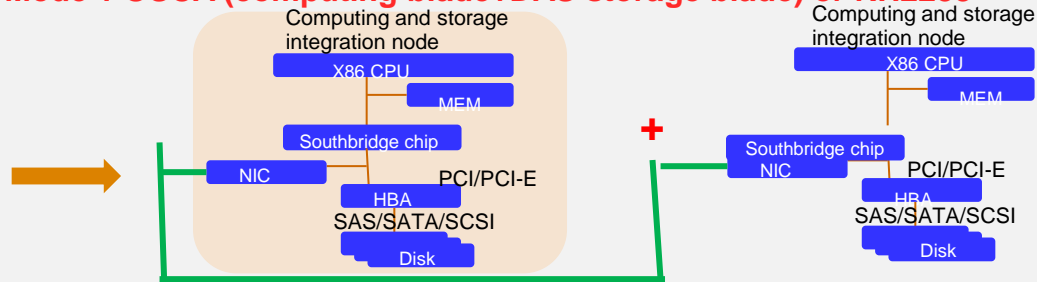 Computing and storage
integration node
X86 CPU
MEM
Southbridge chip
NIC
PCI/PCI-E
HBA
SAS/SATA/SCSI
Disk
+
Computing and storage
integration node
X86 CPU
MEM
Southbridge chip
NIC
PCI/PCI-E
HBA
SAS/SATA/SCSI
Disk